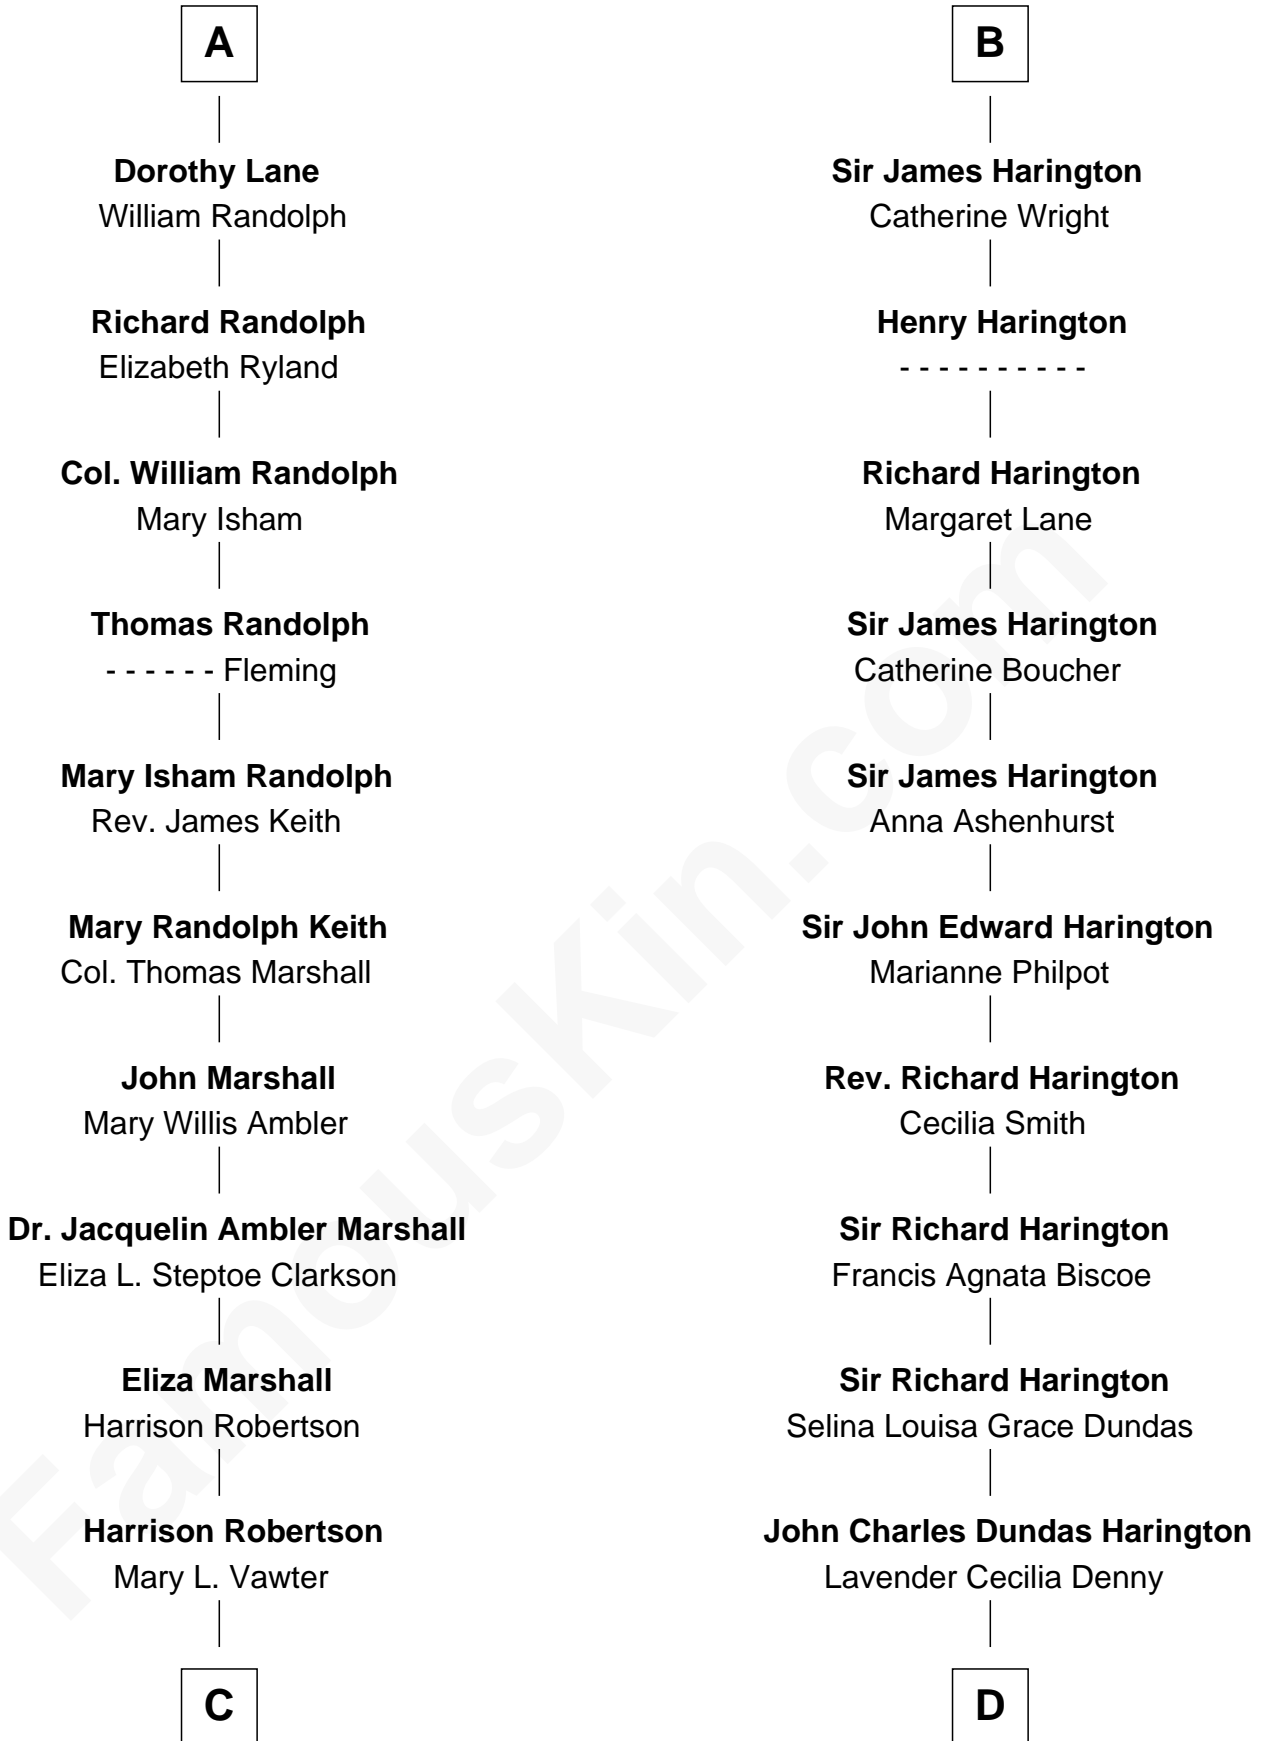 A
Dorothy Lane
William Randolph
Richard Randolph
Elizabeth Ryland
Col. William Randolph
Mary Isham
Thomas Randolph
- - - - - - Fleming
Mary Isham Randolph
Rev. James Keith
Mary Randolph Keith
Col. Thomas Marshall
John Marshall
Mary Willis Ambler
Dr. Jacquelin Ambler Marshall
Eliza L. Steptoe Clarkson
Eliza Marshall
Harrison Robertson
Harrison Robertson
Mary L. Vawter
C
B
Sir James Harington
Catherine Wright
Henry Harington
- - - - - - - - - -
Richard Harington
Margaret Lane
Sir James Harington
Catherine Boucher
Sir James Harington
Anna Ashenhurst
Sir John Edward Harington
Marianne Philpot
Rev. Richard Harington
Cecilia Smith
Sir Richard Harington
Francis Agnata Biscoe
Sir Richard Harington
Selina Louisa Grace Dundas
John Charles Dundas Harington
Lavender Cecilia Denny
D
FamousKin.com